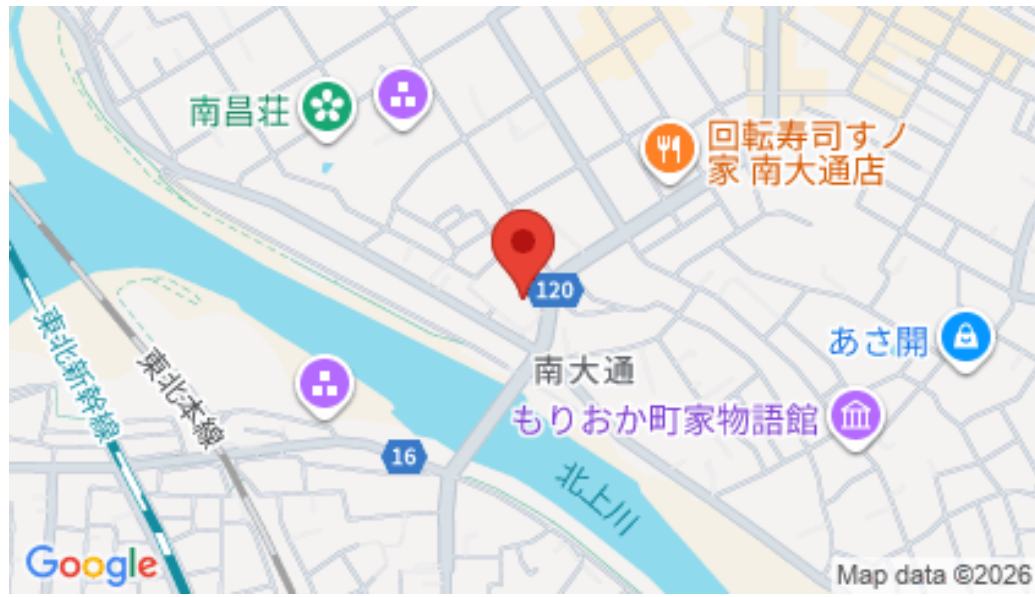 南昌荘
回転寿司すノ
家 南大通店
120
あさ開
南大通
もりおか町家物語館
東北新幹線
東北本線
16
北上川
Google
Map data ©2026